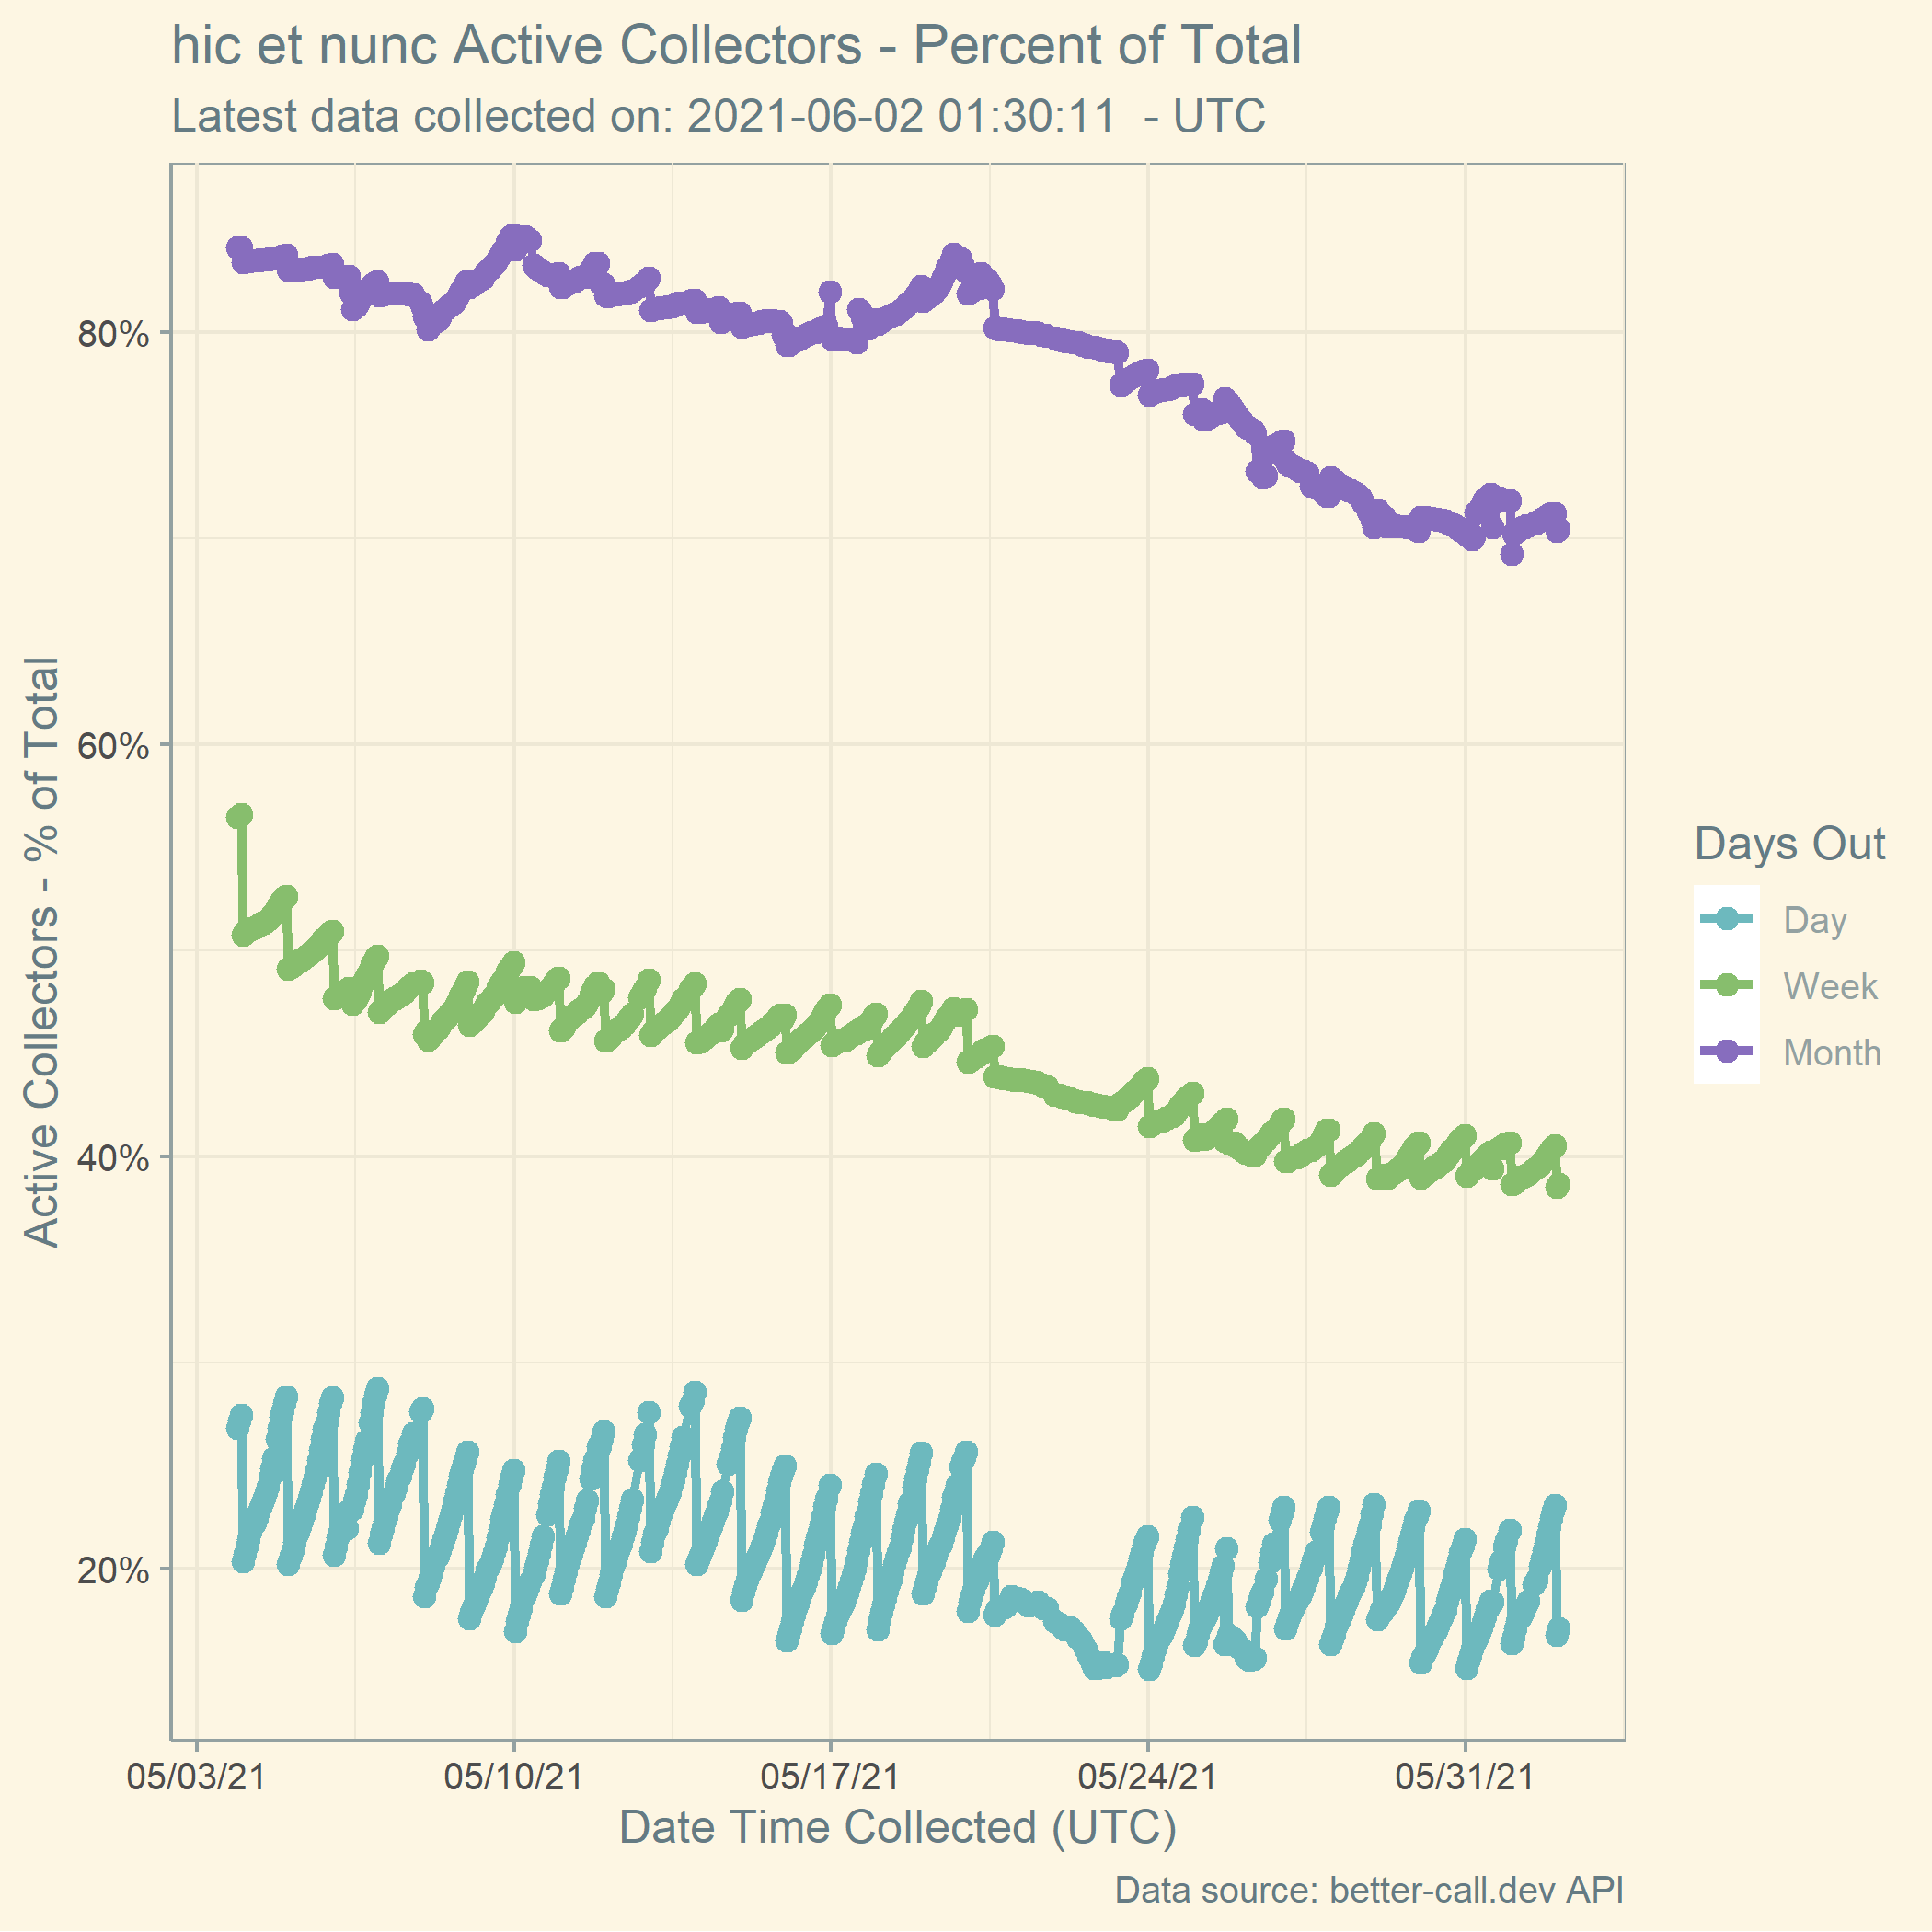 hic et nunc Active Collectors - Percent of Total
Latest data collected on: 2021-06-02 01:30:11  - UTC
Active Collectors - % of Total
80%
60%
40%
20%
05/03/21
05/10/21
05/17/21
05/24/21
05/31/21
Date Time Collected (UTC)
Days Out
Day
Week
Month
Data source: better-call.dev API